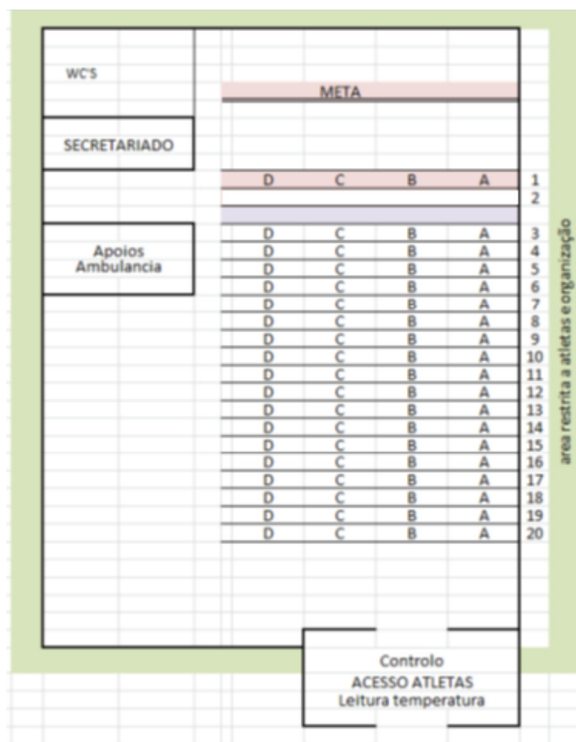 WC'S
META
SECRETARIADO
D C B A 1
2
D C B A 3
Apoios
Ambulancia
D C B A 4
D C B A 5
D C B A 6
D C B A 7
D C B A 8
D C B A 9
D C B A 10
D C B A 11
D C B A 12
D C B A 13
D C B A 14
D C B A 15
D C B A 16
D C B A 17
D C B A 18
D C B A 19
D C B A 20
area restrita a atletas e organização
Controlo
ACESSO ATLETAS
Leitura temperatura